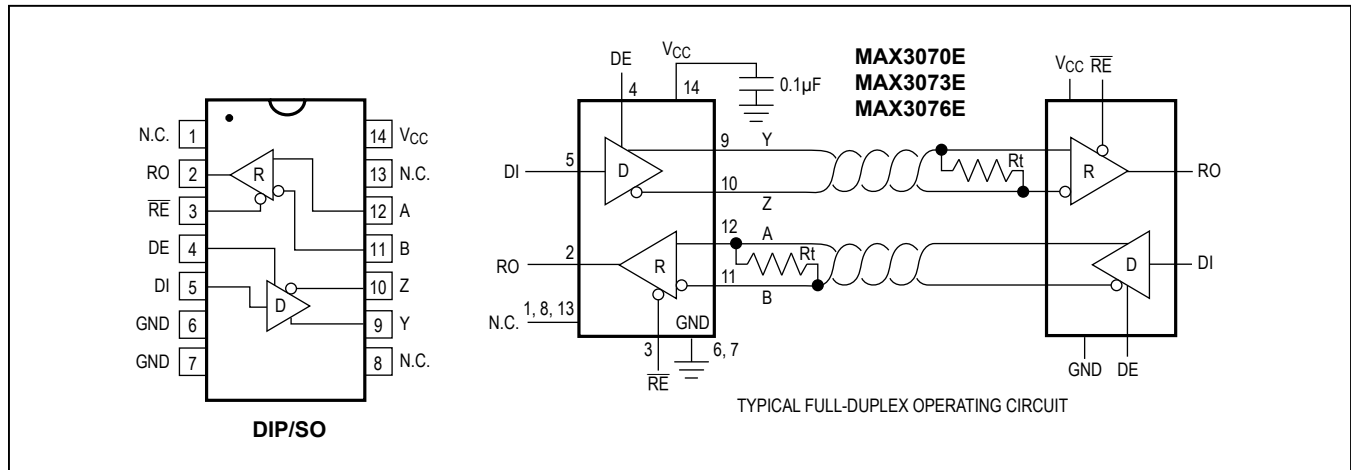 N.C. 1
RO 2
R̅E̅ 3
DE 4
DI 5
GND 6
GND 7
14 VCC
13 N.C.
12 A
11 B
10 Z
9 Y
8 N.C.
R
D
DIP/SO
MAX3070E
MAX3073E
MAX3076E
DE
4
VCC
14
0.1µF
DI
5
D
9 Y
10
Z
Rt
12 A
Rt
11
B
RO
2
R
N.C. 1, 8, 13
GND
3
R̅E̅
6, 7
VCC R̅E̅
R
RO
D
DI
GND DE
TYPICAL FULL-DUPLEX OPERATING CIRCUIT